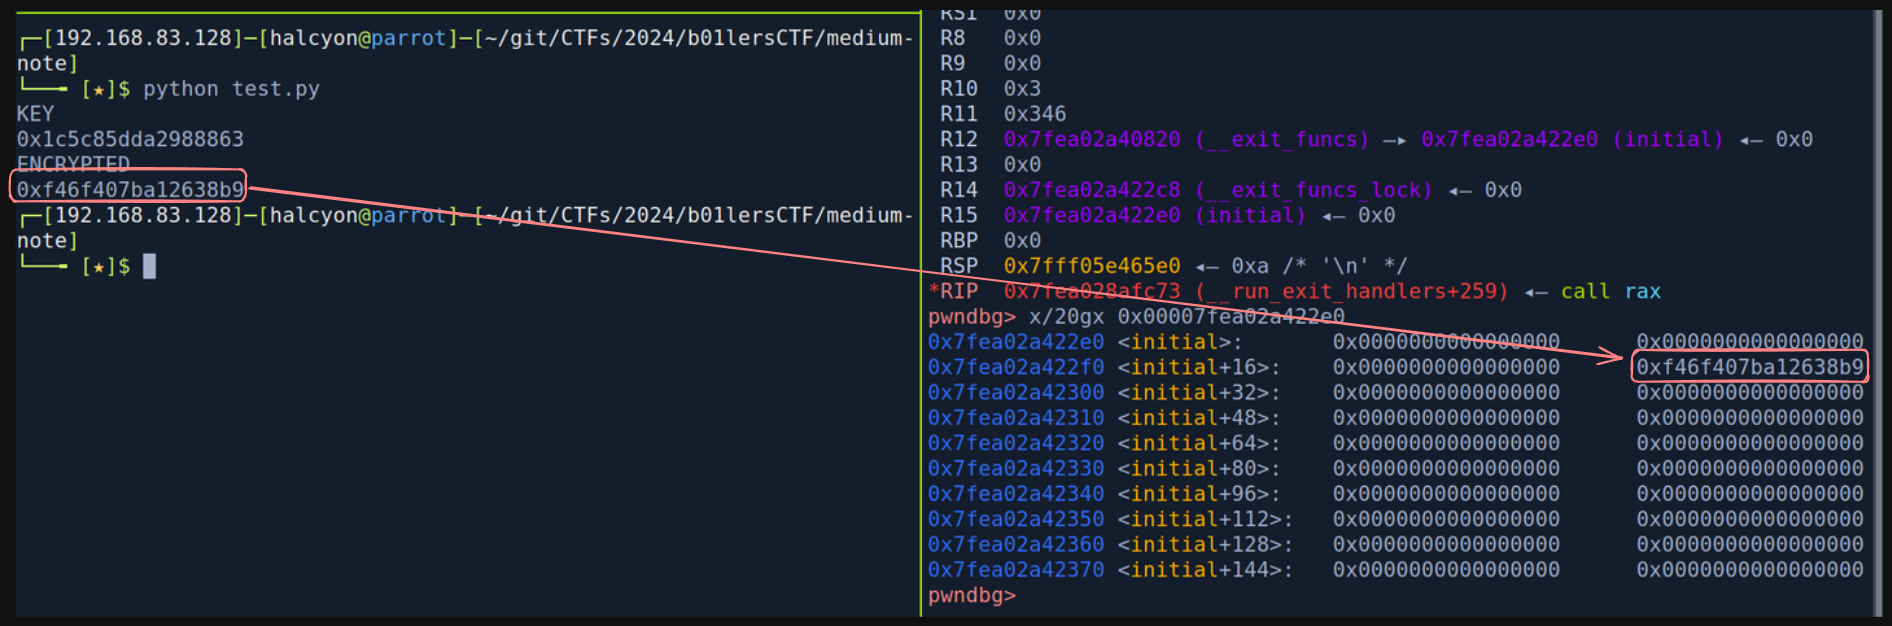 ┌─[192.168.83.128]─[halcyon@parrot]─[~/git/CTFs/2024/b01lersCTF/medium-
note]
└──╼ [★]$ python test.py
KEY
0x1c5c85dda2988863
ENCRYPTED
0xf46f407ba12638b9
┌─[192.168.83.128]─[halcyon@parrot]─[~/git/CTFs/2024/b01lersCTF/medium-
note]
└──╼ [★]$
RSI  0x0
R8   0x0
R9   0x0
R10  0x3
R11  0x346
R12  0x7fea02a40820 (__exit_funcs) —▸ 0x7fea02a422e0 (initial) ◂— 0x0
R13  0x0
R14  0x7fea02a422c8 (__exit_funcs_lock) ◂— 0x0
R15  0x7fea02a422e0 (initial) ◂— 0x0
RBP  0x0
RSP  0x7fff05e465e0 ◂— 0xa /* '\n' */
*RIP  0x7fea028afc73 (__run_exit_handlers+259) ◂— call rax
pwndbg> x/20gx 0x00007fea02a422e0
0x7fea02a422e0 <initial>: 0x0000000000000000 0x0000000000000000
0x7fea02a422f0 <initial+16>: 0x0000000000000000 0xf46f407ba12638b9
0x7fea02a42300 <initial+32>: 0x0000000000000000 0x0000000000000000
0x7fea02a42310 <initial+48>: 0x0000000000000000 0x0000000000000000
0x7fea02a42320 <initial+64>: 0x0000000000000000 0x0000000000000000
0x7fea02a42330 <initial+80>: 0x0000000000000000 0x0000000000000000
0x7fea02a42340 <initial+96>: 0x0000000000000000 0x0000000000000000
0x7fea02a42350 <initial+112>: 0x0000000000000000 0x0000000000000000
0x7fea02a42360 <initial+128>: 0x0000000000000000 0x0000000000000000
0x7fea02a42370 <initial+144>: 0x0000000000000000 0x0000000000000000
pwndbg>